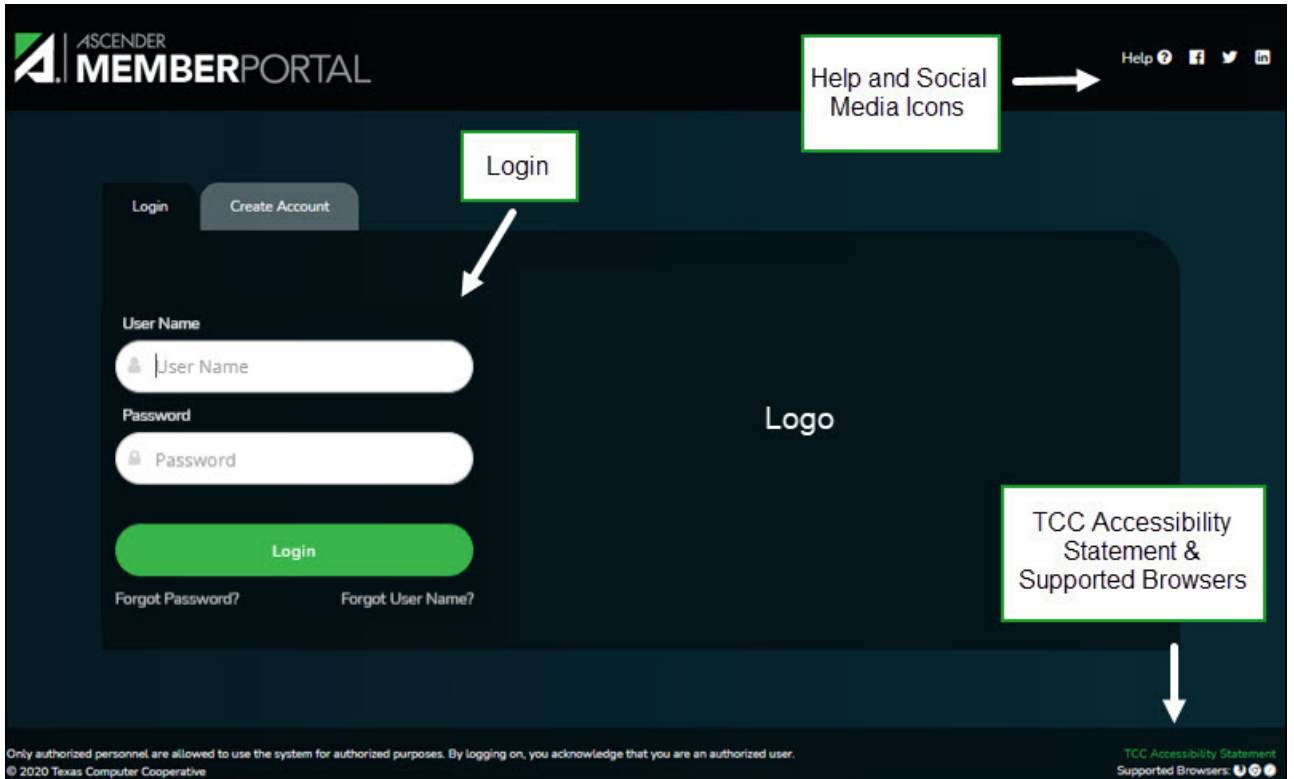 ASCENDER
MEMBERPORTAL
Help and Social
Media Icons
Help ?
Login
Login
Create Account
User Name
User Name
Password
Password
Login
Forgot Password?
Forgot User Name?
Logo
TCC Accessibility
Statement &
Supported Browsers
Only authorized personnel are allowed to use the system for authorized purposes. By logging on, you acknowledge that you are an authorized user.
© 2020 Texas Computer Cooperative
TCC Accessibility Statement
Supported Browsers: